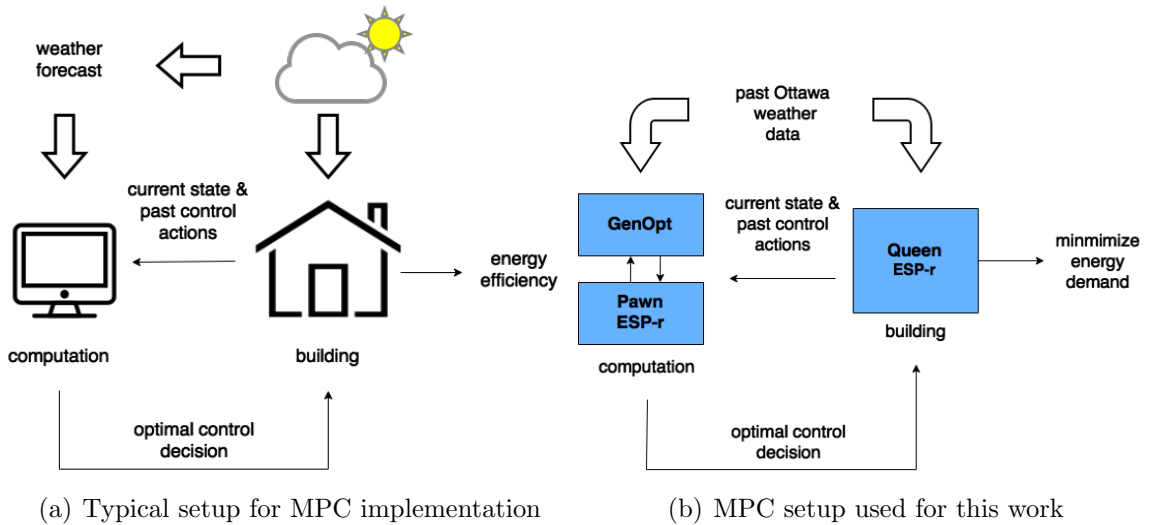 weather
forecast
current state &
past control
actions
energy
efficiency
computation
building
optimal control
decision
(a) Typical setup for MPC implementation
past Ottawa
weather
data
GenOpt
current state &
past control
actions
Queen
ESP-r
minmimize
energy
demand
Pawn
ESP-r
building
computation
optimal control
decision
(b) MPC setup used for this work